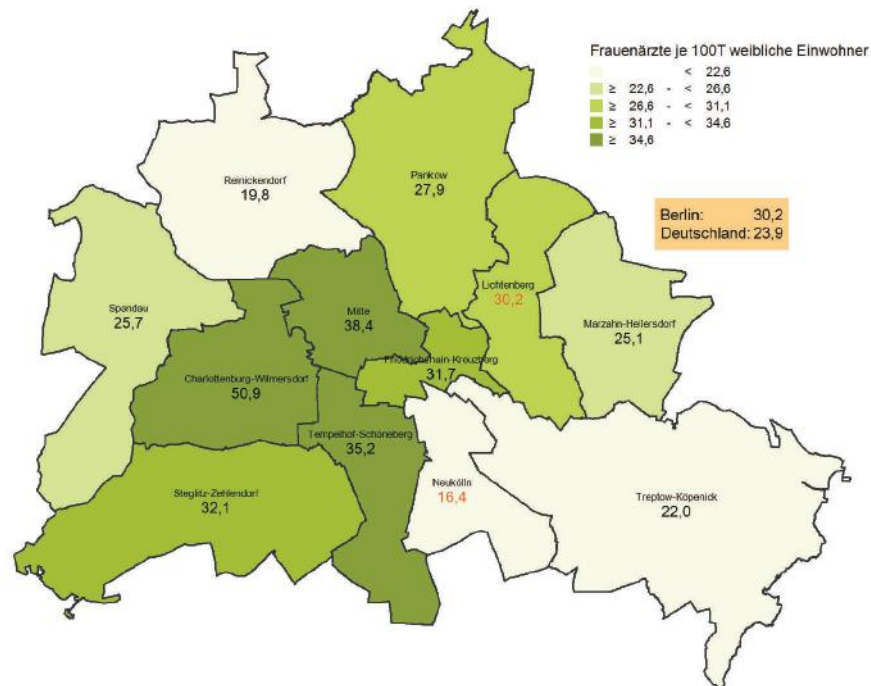 Frauenärzte je 100T weibliche Einwohner
< 22,6
≥ 22,6 - < 26,6
≥ 26,6 - < 31,1
≥ 31,1 - < 34,6
≥ 34,6
Berlin: 30,2
Deutschland: 23,9
Reinickendorf
19,8
Pankow
27,9
Lichtenberg
30,2
Spandau
25,7
Mitte
38,4
Marzahn-Hellersdorf
25,1
Friedrichshain-Kreuzberg
31,7
Charlottenburg-Wilmersdorf
50,9
Tempelhof-Schöneberg
35,2
Steglitz-Zehlendorf
32,1
Neukölln
16,4
Treptow-Köpenick
22,0